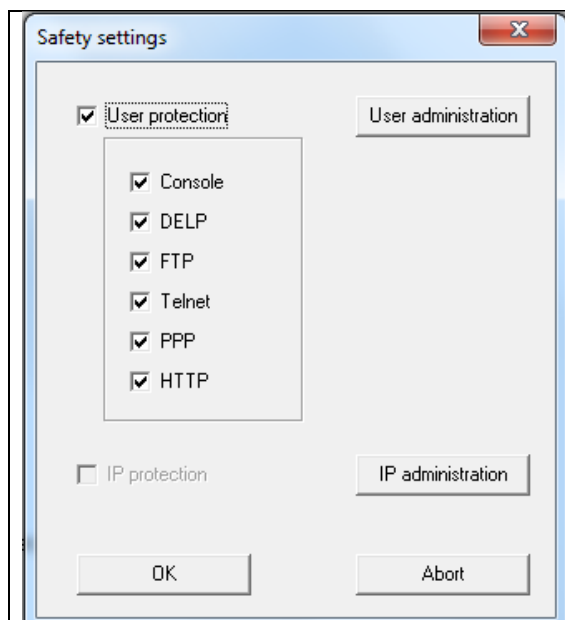 Safety settings
User protection
User administration
Console
DELP
FTP
Telnet
PPP
HTTP
IP protection
IP administration
OK
Abort